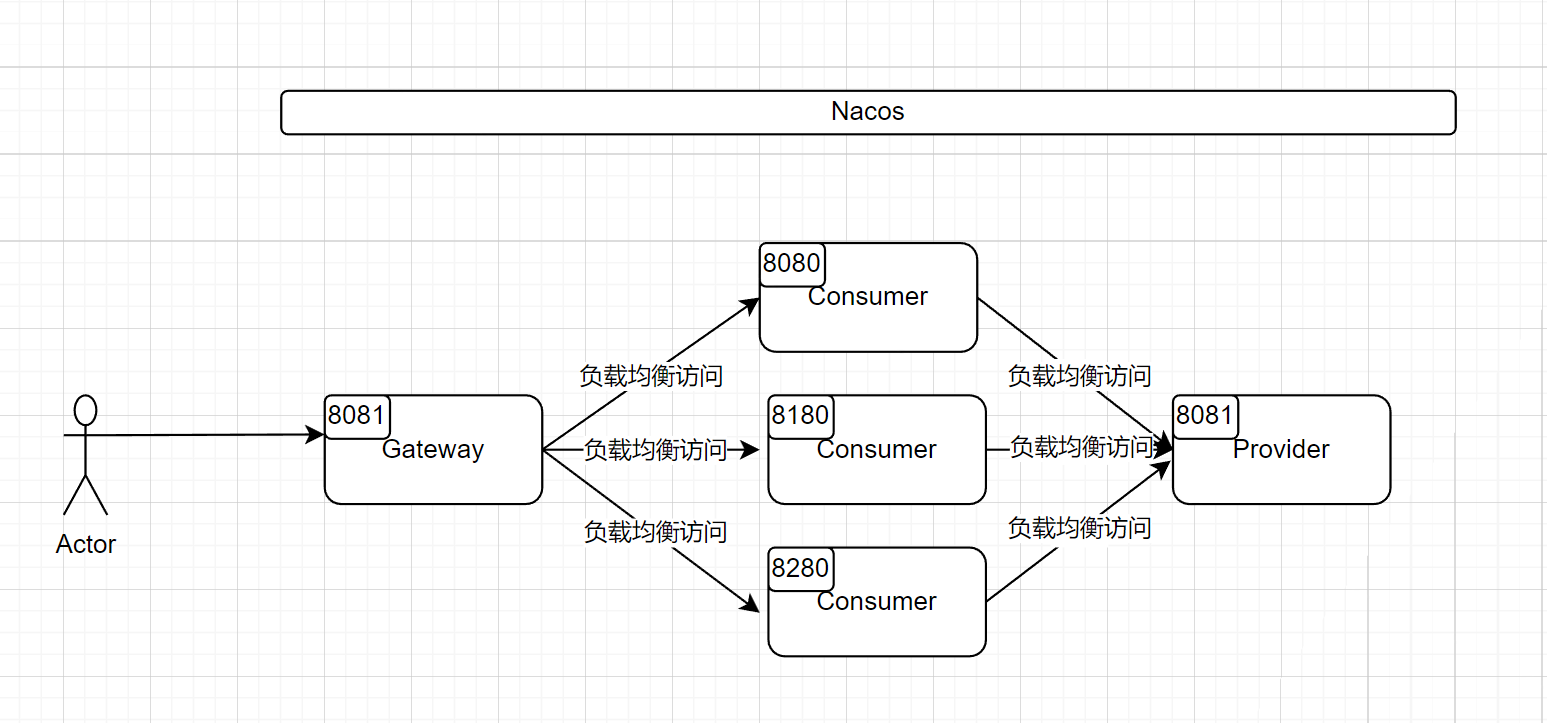 Nacos
8080
Consumer
负载均衡访问
负载均衡访问
8081
Gateway
负载均衡访问
8180
Consumer
负载均衡访问
8081
Provider
负载均衡访问
负载均衡访问
Actor
8280
Consumer